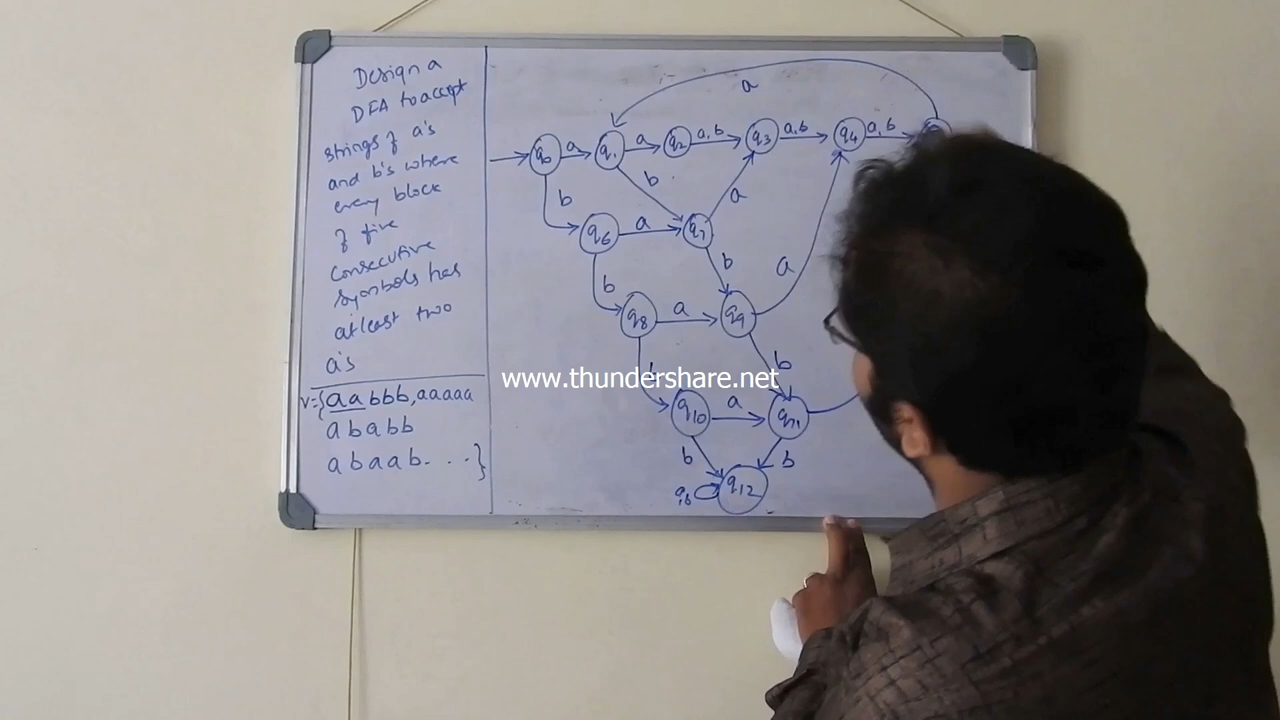 Design a
DFA to accept
strings of a's
and b's where
every block
of five
consecutive
symbols has
atleast two
a's
V={aabbb,aaaaa
ababb
abaab...}
a
q0 a q1 a q2 a,b q3 a,b q4 a,b
b
b
a
q6 a q7
b
b
a
q8 a q9
b
b
www.thundershare.net
q10 a q11
b
b
a,b q12